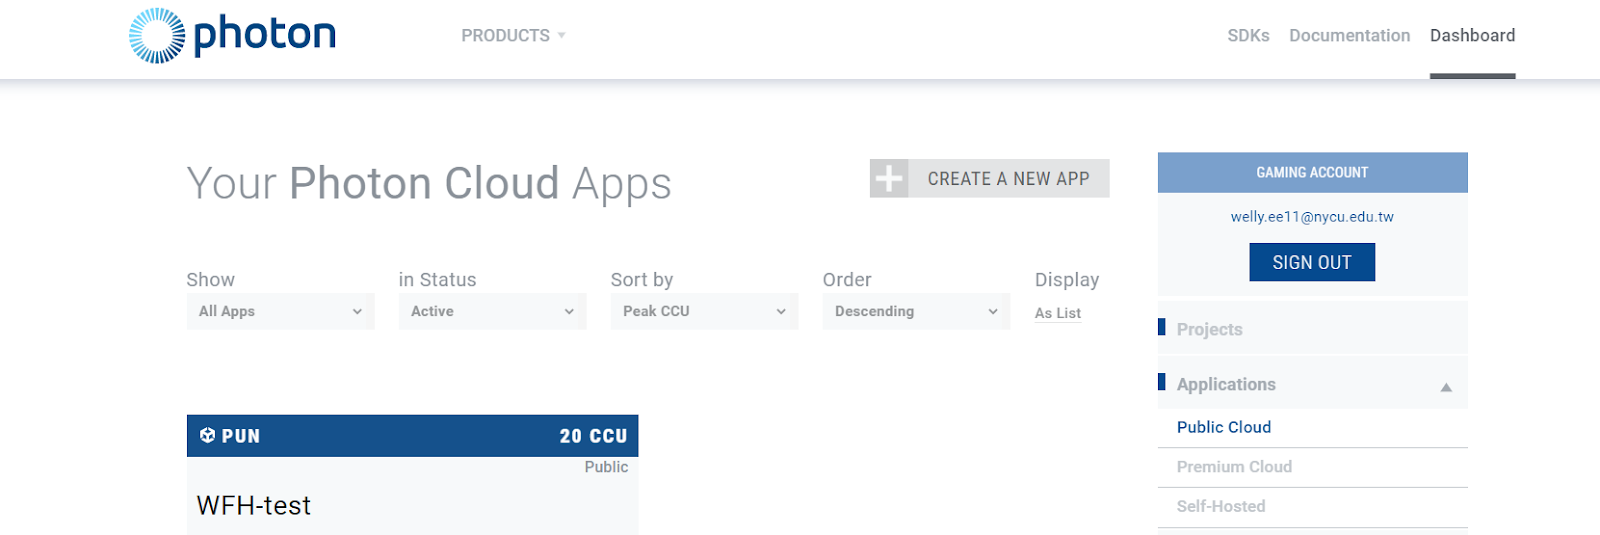 photon
PRODUCTS
SDKs Documentation Dashboard
Your Photon Cloud Apps
CREATE A NEW APP
Show in Status Sort by Order Display
All Apps Active Peak CCU Descending As List
PUN 20 CCU
Public
WFH-test
GAMING ACCOUNT
welly.ee11@nycu.edu.tw
SIGN OUT
Projects
Applications
Public Cloud
Premium Cloud
Self-Hosted